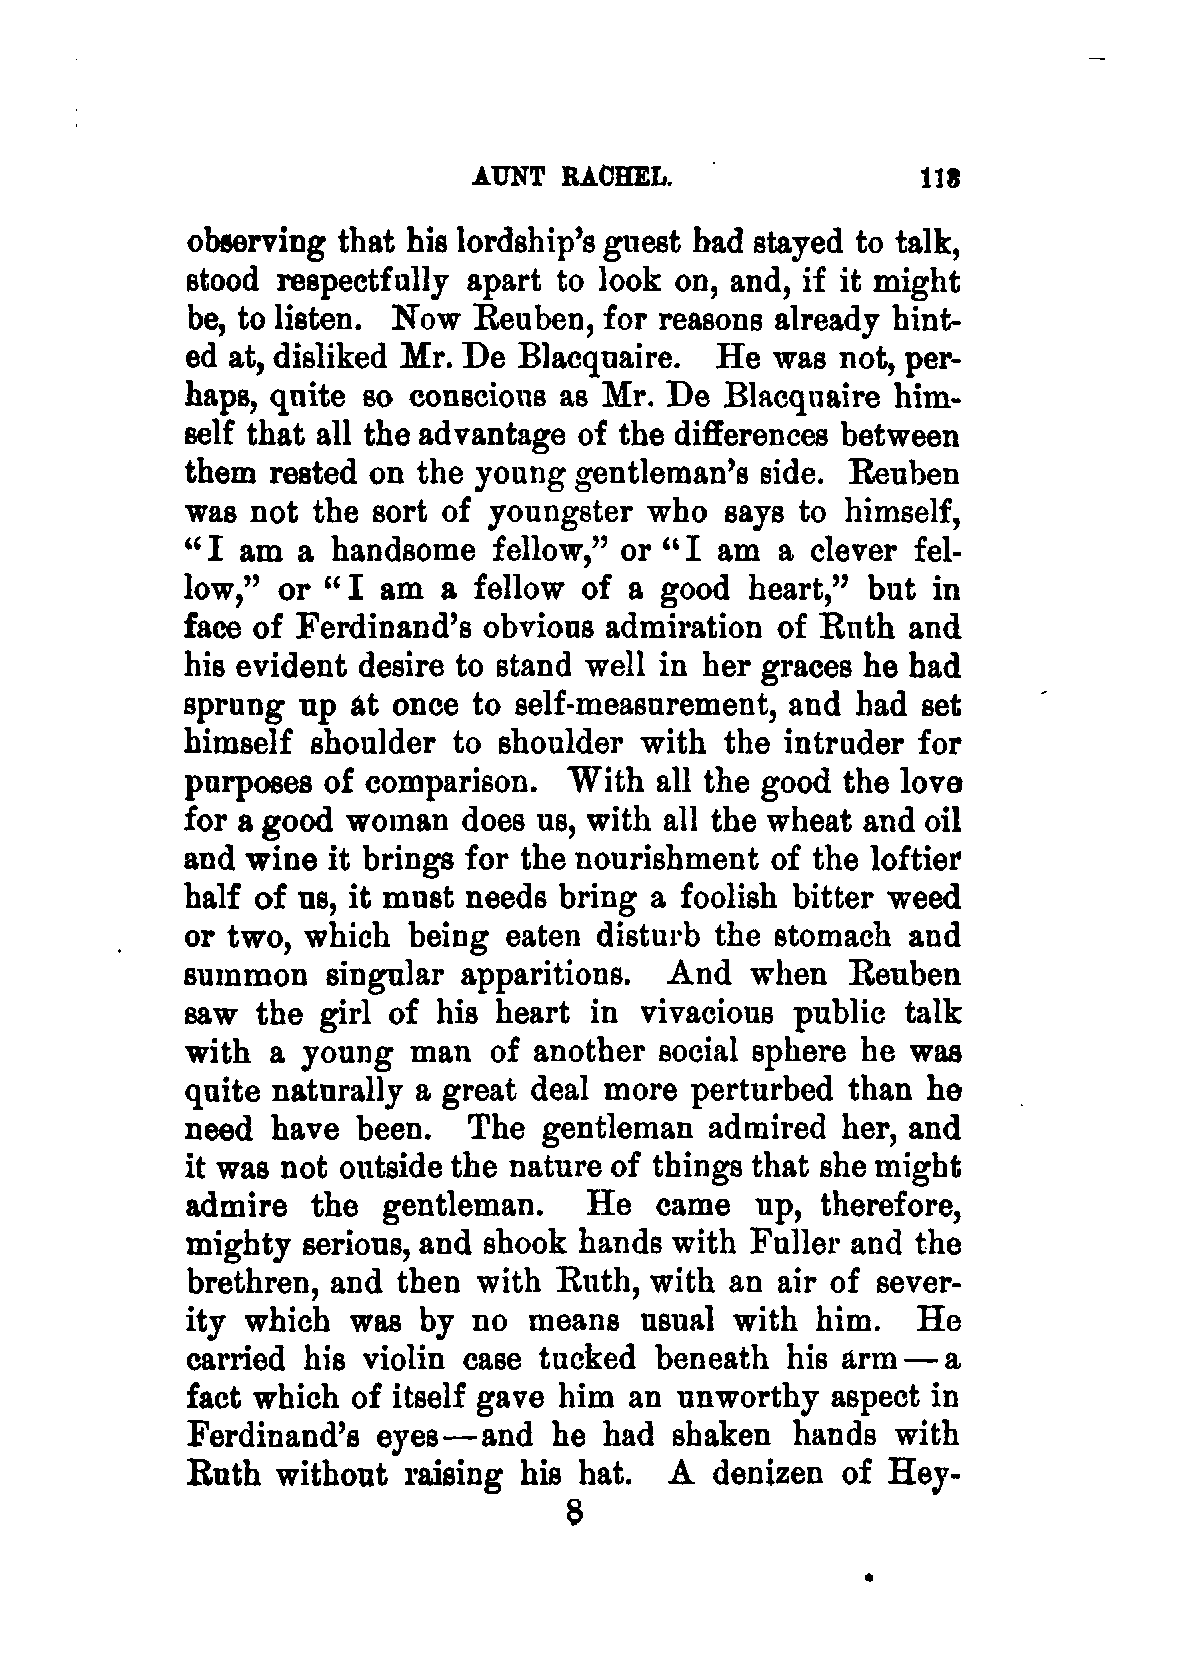 AUNT RACHEL. 113
observing that his lordship's guest had stayed to talk,
stood respectfully apart to look on, and, if it might
be, to listen. Now Reuben, for reasons already hint-
ed at, disliked Mr. De Blacquaire. He was not, per-
haps, quite so conscious as Mr. De Blacquaire him-
self that all the advantage of the differences between
them rested on the young gentleman's side. Reuben
was not the sort of youngster who says to himself,
“I am a handsome fellow,” or “I am a clever fel-
low,” or “I am a fellow of a good heart,” but in
face of Ferdinand's obvious admiration of Ruth and
his evident desire to stand well in her graces he had
sprung up at once to self-measurement, and had set
himself shoulder to shoulder with the intruder for
purposes of comparison. With all the good the love
for a good woman does us, with all the wheat and oil
and wine it brings for the nourishment of the loftier
half of us, it must needs bring a foolish bitter weed
or two, which being eaten disturb the stomach and
summon singular apparitions. And when Reuben
saw the girl of his heart in vivacious public talk
with a young man of another social sphere he was
quite naturally a great deal more perturbed than he
need have been. The gentleman admired her, and
it was not outside the nature of things that she might
admire the gentleman. He came up, therefore,
mighty serious, and shook hands with Fuller and the
brethren, and then with Ruth, with an air of sever-
ity which was by no means usual with him. He
carried his violin case tucked beneath his arm — a
fact which of itself gave him an unworthy aspect in
Ferdinand's eyes—and he had shaken hands with
Ruth without raising his hat. A denizen of Hey-
8